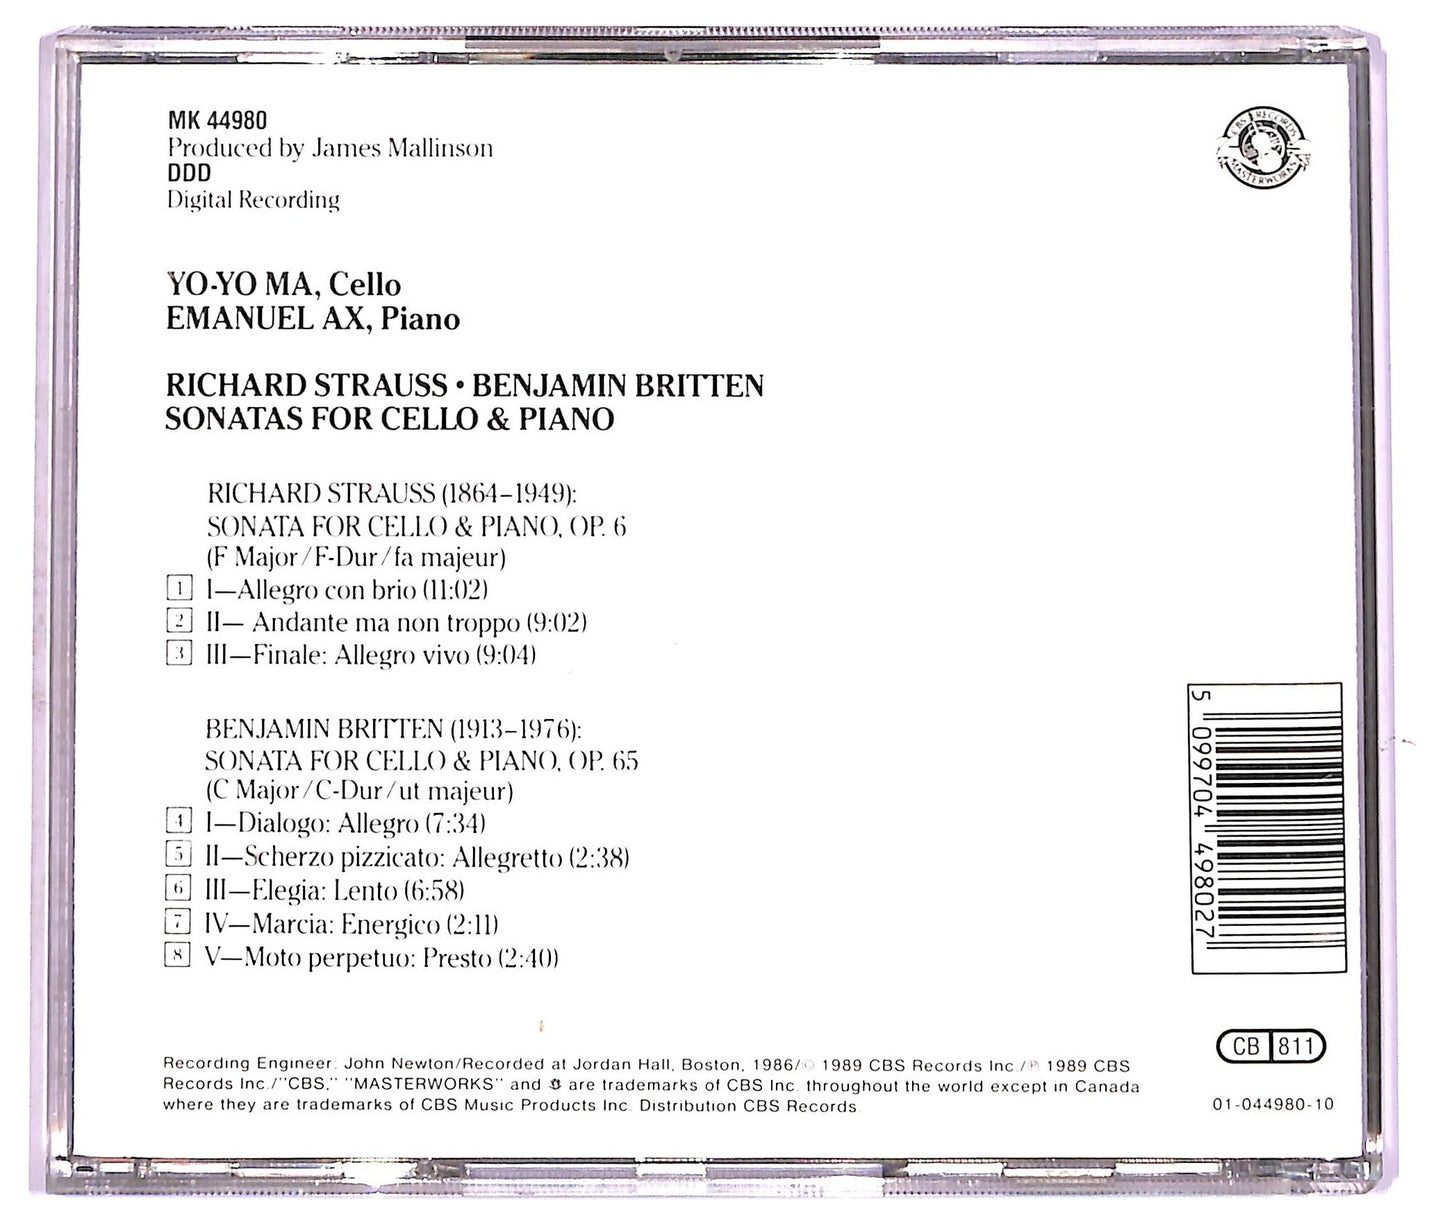 MK 44980
Produced by James Mallinson
DDD
Digital Recording
CBS RECORDS
MASTERWORKS
YO-YO MA, Cello
EMANUEL AX, Piano
RICHARD STRAUSS • BENJAMIN BRITTEN
SONATAS FOR CELLO & PIANO
RICHARD STRAUSS (1864–1949):
SONATA FOR CELLO & PIANO, OP. 6
(F Major/F-Dur/fa majeur)
1 I—Allegro con brio (11:02)
2 II— Andante ma non troppo (9:02)
3 III—Finale: Allegro vivo (9:04)
BENJAMIN BRITTEN (1913–1976):
SONATA FOR CELLO & PIANO, OP. 65
(C Major/C-Dur/ut majeur)
4 I—Dialogo: Allegro (7:34)
5 II—Scherzo pizzicato: Allegretto (2:38)
6 III—Elegia: Lento (6:58)
7 IV—Marcia: Energico (2:11)
8 V—Moto perpetuo: Presto (2:40)
5 099704 498027
Recording Engineer: John Newton/Recorded at Jordan Hall, Boston, 1986/© 1989 CBS Records Inc./℗ 1989 CBS
Records Inc./"CBS," "MASTERWORKS" and are trademarks of CBS Inc. throughout the world except in Canada
where they are trademarks of CBS Music Products Inc. Distribution CBS Records.
CB 811
01-044980-10